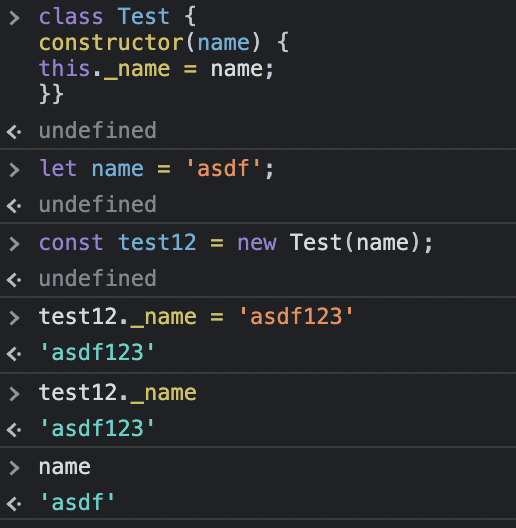 class Test {
constructor(name) {
this._name = name;
}}
undefined
let name = 'asdf';
undefined
const test12 = new Test(name);
undefined
test12._name = 'asdf123'
'asdf123'
test12._name
'asdf123'
name
'asdf'